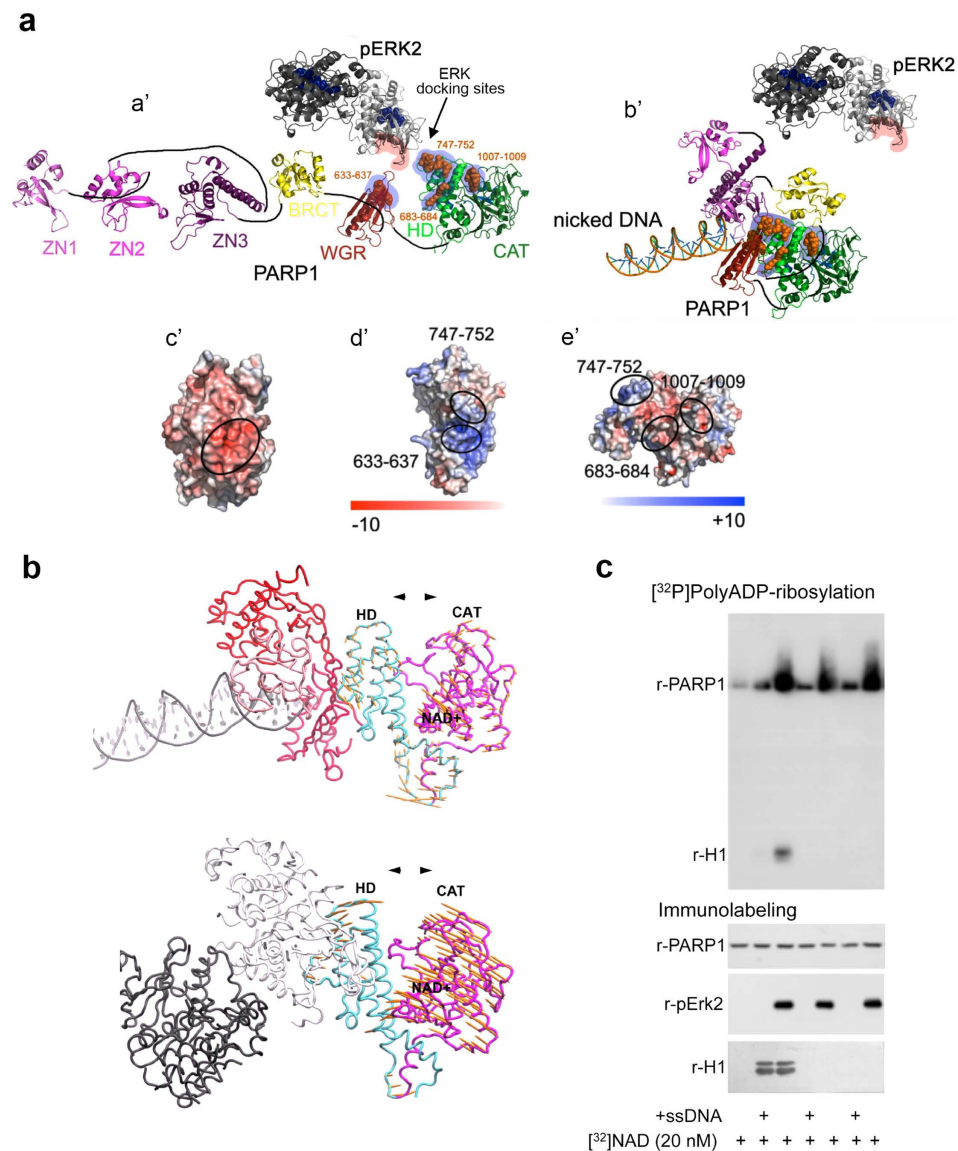 a
pERK2
ERK
docking sites
a’
747-752
1007-1009
633-637
BRCT
683-684
HD
ZN1
ZN2
ZN3
WGR
CAT
PARP1
pERK2
b’
nicked DNA
PARP1
c’
d’
747-752
633-637
-10
e’
747-752
1007-1009
683-684
+10
b
HD
CAT
NAD+
HD
CAT
NAD+
c
[32P]PolyADP-ribosylation
r-PARP1
r-H1
Immunolabeling
r-PARP1
r-pErk2
r-H1
+ssDNA + + +
[32]NAD (20 nM) + + + + + + +